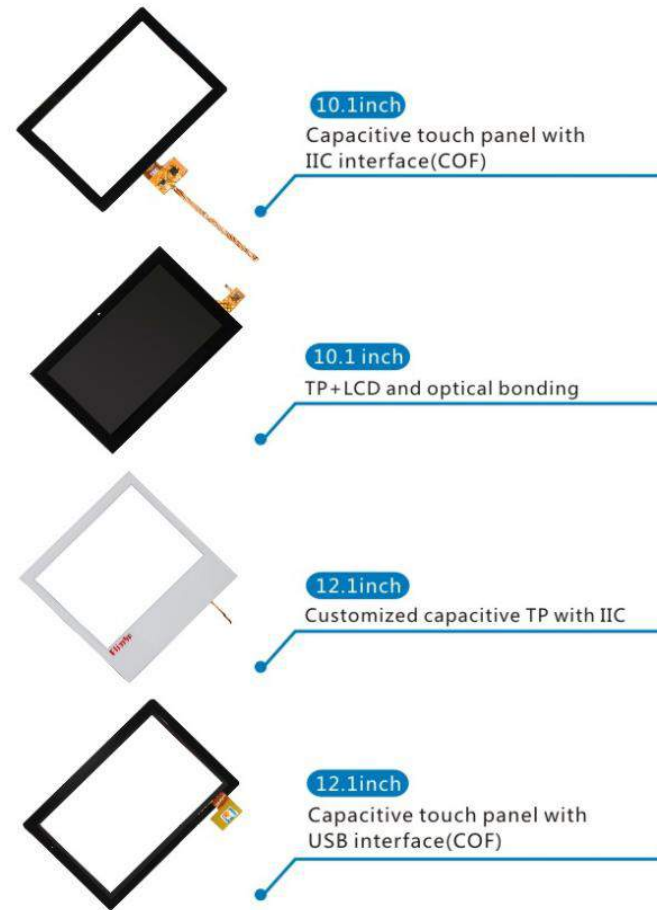 10.1inch
Capacitive touch panel with
IIC interface(COF)
10.1 inch
TP+LCD and optical bonding
12.1inch
Customized capacitive TP with IIC
12.1inch
Capacitive touch panel with
USB interface(COF)